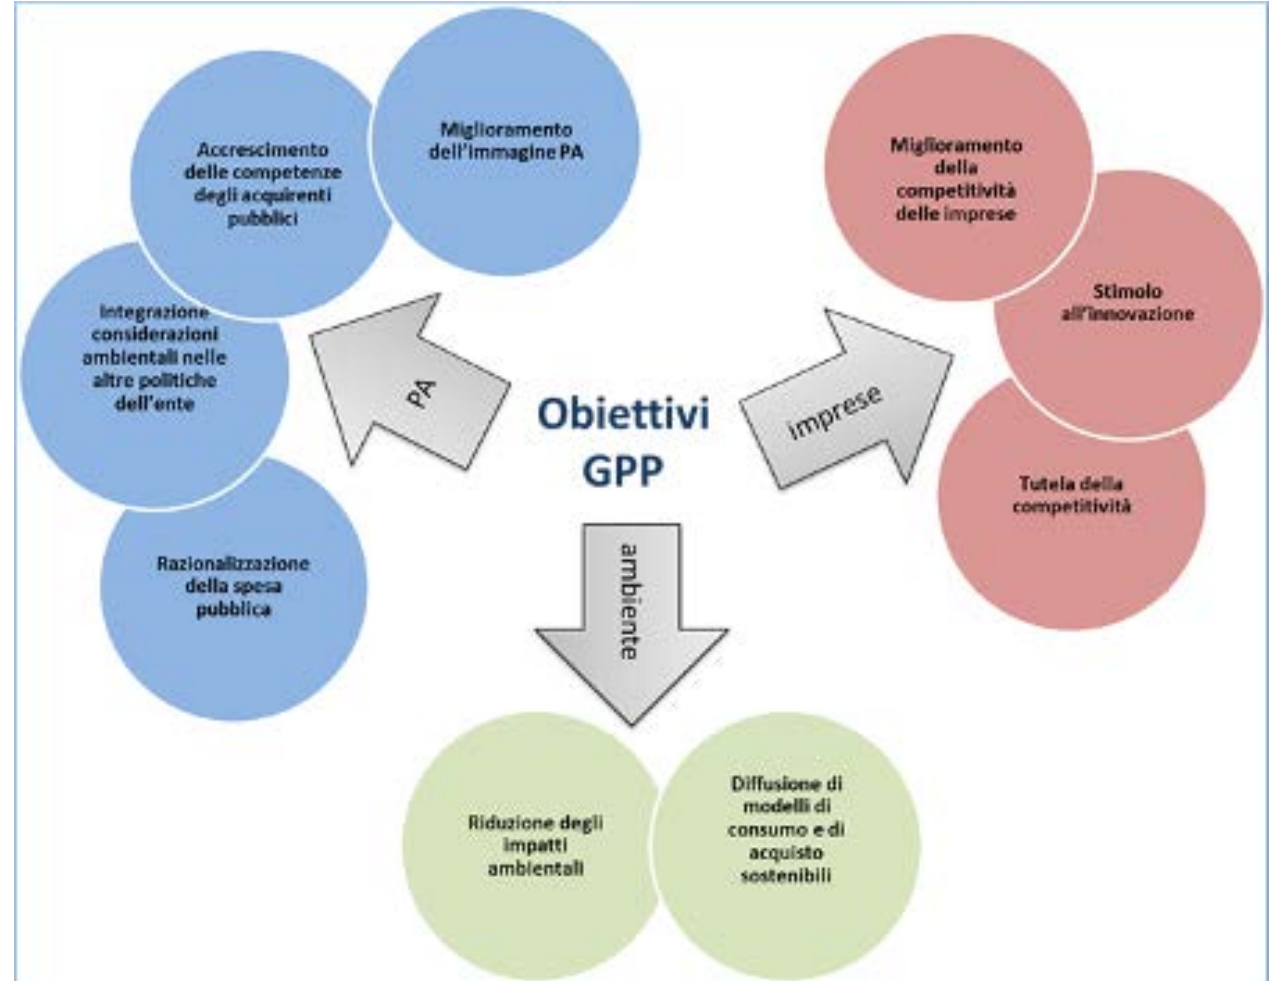 Miglioramento
dell'immagine PA
Accrescimento
delle competenze
degli acquirenti
pubblici
Integrazione
considerazioni
ambientali nelle
altre politiche
dell'ente
Razionalizzazione
della spesa
pubblica
PA
Obiettivi
GPP
imprese
Miglioramento
della
competitività
delle imprese
Stimolo
all'innovazione
Tutela della
competitività
ambiente
Riduzione degli
impatti
ambientali
Diffusione di
modelli di
consumo e di
acquisto
sostenibili